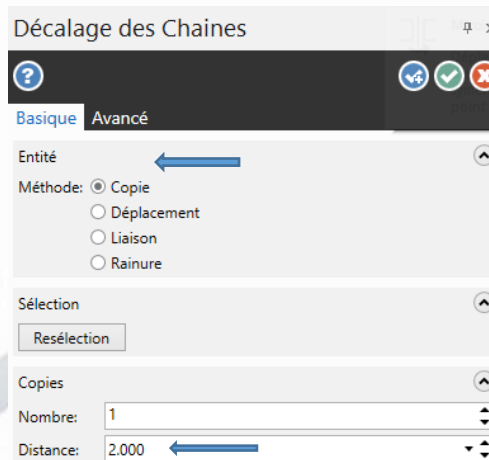 Décalage des Chaines
Basique Avancé
Entité
Méthode: Copie
Déplacement
Liaison
Rainure
Sélection
Resélection
Copies
Nombre: 1
Distance: 2.000